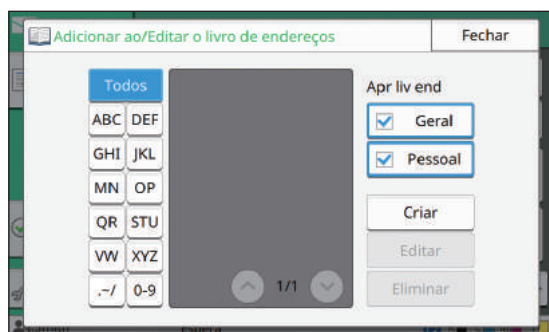 Adicionar ao/Editar o livro de endereços
Fechar
Todos
ABC DEF
GHI JKL
MN OP
QR STU
VW XYZ
.~/ 0-9
1/1
Apr liv end
Geral
Pessoal
Criar
Editar
Eliminar